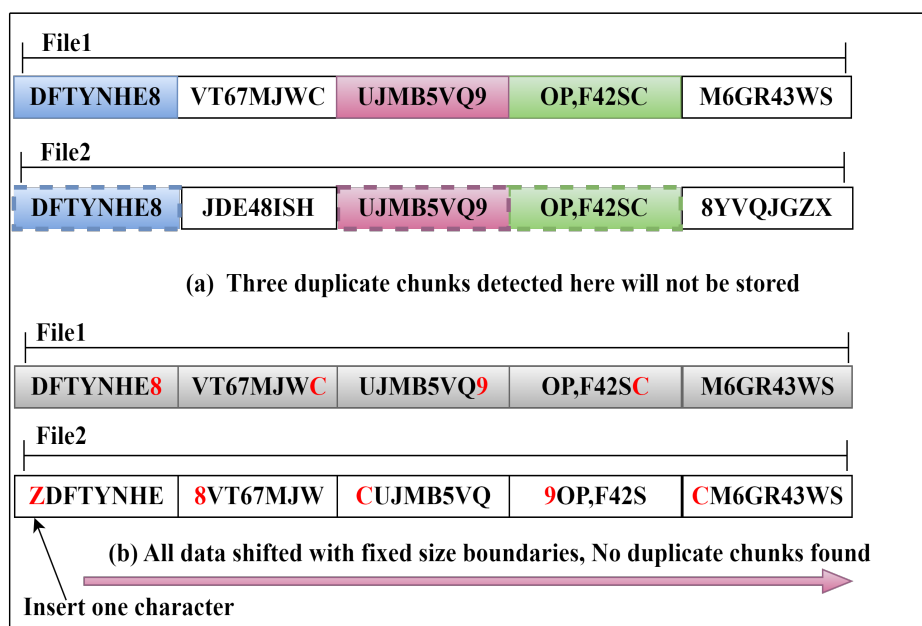 File1
DFTYNHE8 VT67MJWC UJMB5VQ9 OP,F42SC M6GR43WS
File2
DFTYNHE8 JDE48ISH UJMB5VQ9 OP,F42SC 8YVQJGZX
(a) Three duplicate chunks detected here will not be stored
File1
DFTYNHE8 VT67MJWC UJMB5VQ9 OP,F42SC M6GR43WS
File2
ZDFTYNHE 8VT67MJW CUJMB5VQ 9OP,F42S CM6GR43WS
(b) All data shifted with fixed size boundaries, No duplicate chunks found
Insert one character